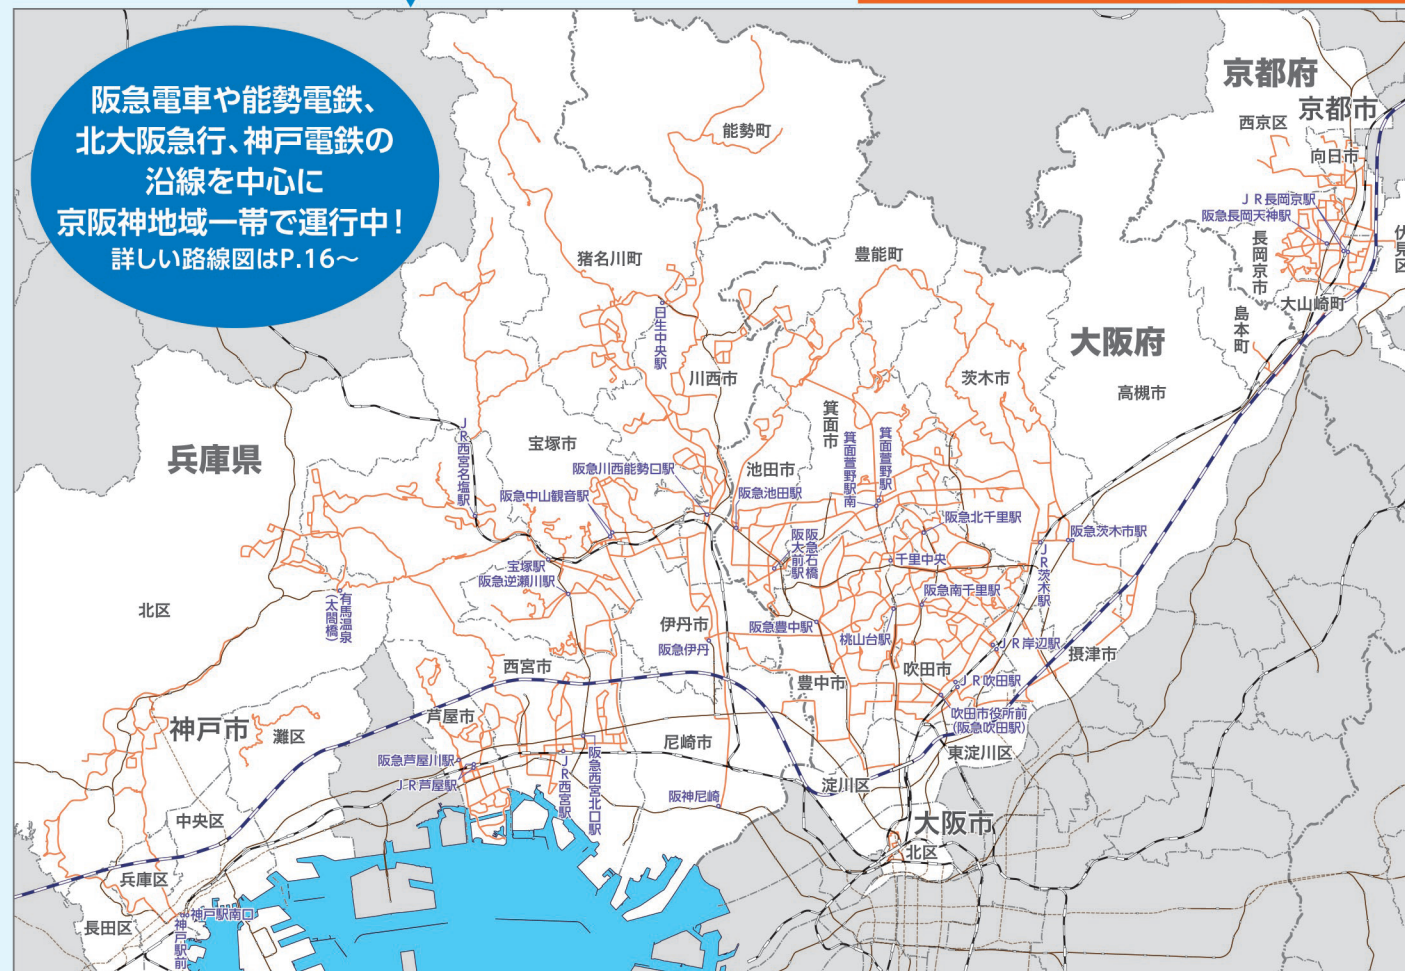 阪急電車や能勢電鉄、
北大阪急行、神戸電鉄の
沿線を中心に
京阪神地域一帯で運行中！
詳しい路線図はP.16～
京都府
京都市
西京区
向日市
JR長岡京駅
阪急長岡天神駅
長岡京市
伏見区
大山崎町
島本町
能勢町
猪名川町
豊能町
日生中央駅
大阪府
川西市
茨木市
高槻市
箕面市
兵庫県
宝塚市
JR西宮名塩駅
阪急川西能勢口駅
池田市
箕面萱野駅南
箕面萱野駅
阪急中山観音駅
阪急池田駅
阪急北千里駅
阪急茨木市駅
阪急石橋
阪大前駅
千里中央
JR茨木駅
宝塚駅
阪急逆瀬川駅
阪急南千里駅
北区
有馬温泉
(太閤橋)
伊丹市
阪急伊丹
阪急豊中駅
桃山台駅
JR岸辺駅
摂津市
西宮市
吹田市
JR吹田駅
豊中市
芦屋市
神戸市
灘区
吹田市役所前
(阪急吹田駅)
尼崎市
東淀川区
阪急芦屋川駅
JR芦屋駅
JR西宮駅
阪急西宮北口駅
阪神尼崎
淀川区
中央区
大阪市
北区
兵庫区
長田区
神戸駅南口
神戸駅前